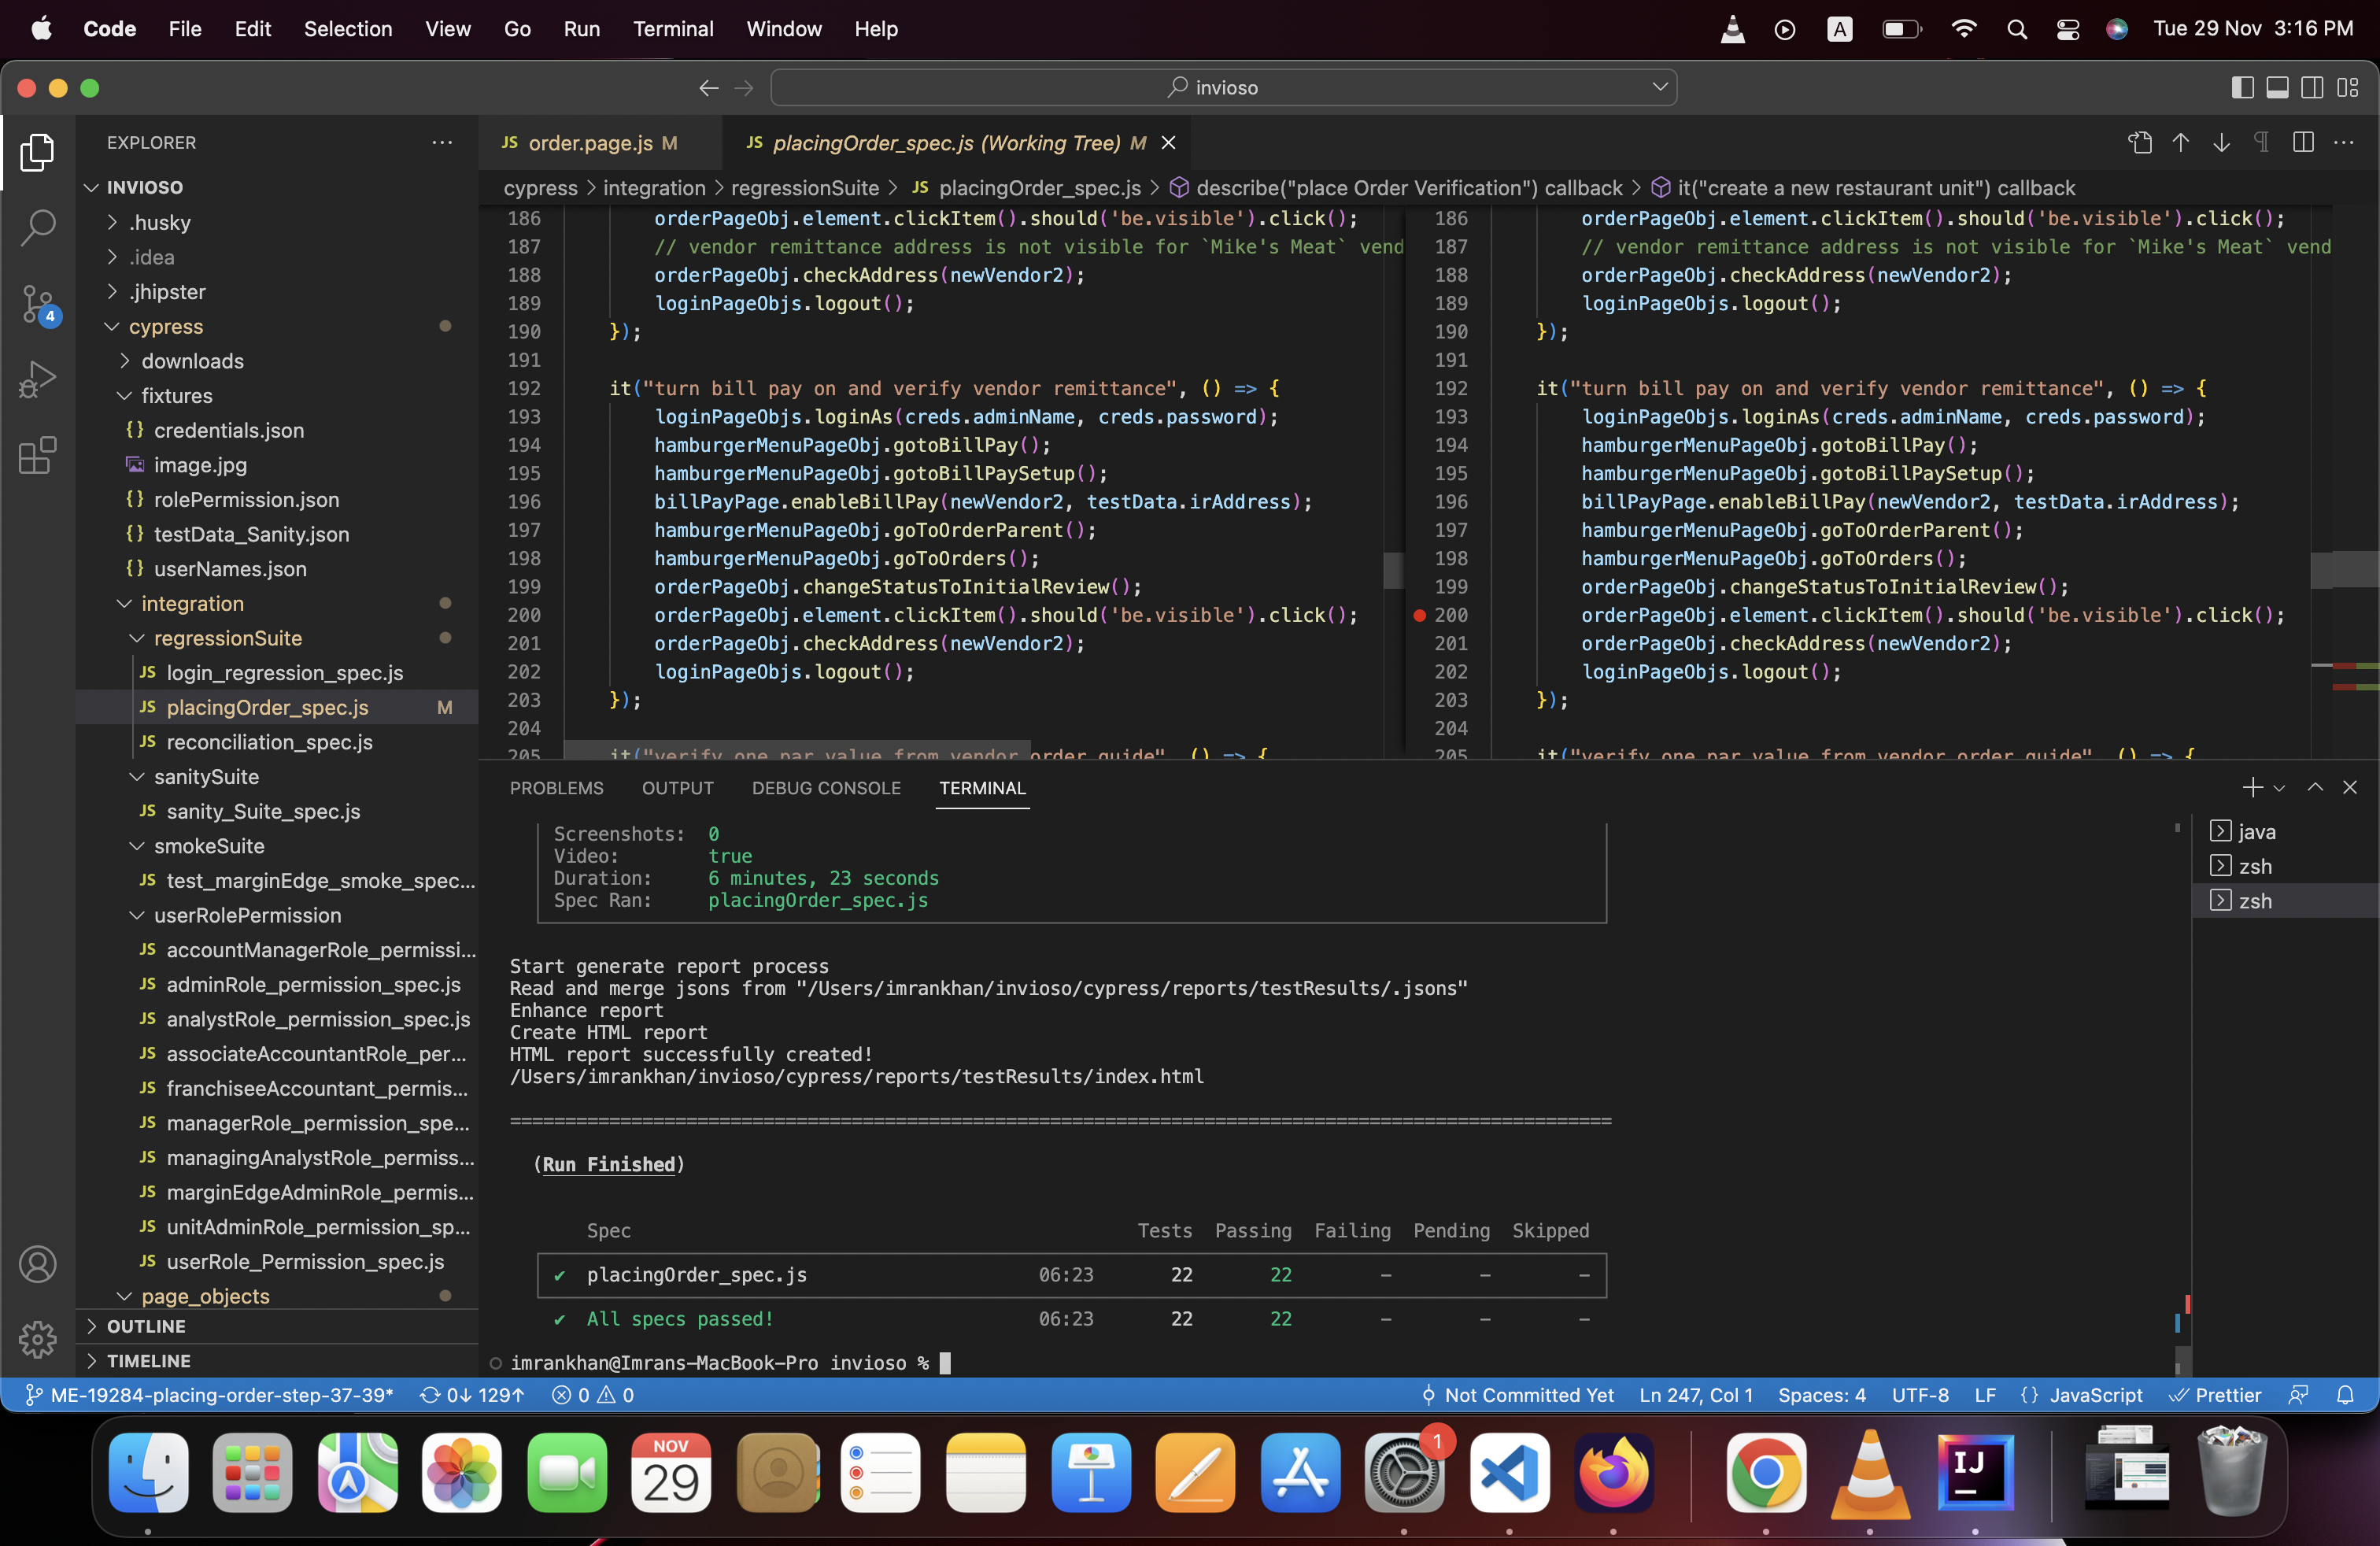 Code File Edit Selection View Go Run Terminal Window Help A Tue 29 Nov 3:16 PM
invioso
EXPLORER
INVIOSO
.husky
.idea
.jhipster
cypress
downloads
fixtures
{} credentials.json
image.jpg
{} rolePermission.json
{} testData_Sanity.json
{} userNames.json
integration
regressionSuite
JS login_regression_spec.js
JS placingOrder_spec.js M
JS reconciliation_spec.js
sanitySuite
JS sanity_Suite_spec.js
smokeSuite
JS test_marginEdge_smoke_spec...
userRolePermission
JS accountManagerRole_permissi...
JS adminRole_permission_spec.js
JS analystRole_permission_spec.js
JS associateAccountantRole_per...
JS franchiseeAccountant_permis...
JS managerRole_permission_spe...
JS managingAnalystRole_permiss...
JS marginEdgeAdminRole_permis...
JS unitAdminRole_permission_sp...
JS userRole_Permission_spec.js
page_objects
OUTLINE
TIMELINE
4
JS order.page.js M JS placingOrder_spec.js (Working Tree) M
cypress > integration > regressionSuite > JS placingOrder_spec.js > describe("place Order Verification") callback > it("create a new restaurant unit") callback
186 orderPageObj.element.clickItem().should('be.visible').click();
187 // vendor remittance address is not visible for `Mike's Meat` vend
188 orderPageObj.checkAddress(newVendor2);
189 loginPageObjs.logout();
190 });
191
192 it("turn bill pay on and verify vendor remittance", () => {
193 loginPageObjs.loginAs(creds.adminName, creds.password);
194 hamburgerMenuPageObj.gotoBillPay();
195 hamburgerMenuPageObj.gotoBillPaySetup();
196 billPayPage.enableBillPay(newVendor2, testData.irAddress);
197 hamburgerMenuPageObj.goToOrderParent();
198 hamburgerMenuPageObj.goToOrders();
199 orderPageObj.changeStatusToInitialReview();
200 orderPageObj.element.clickItem().should('be.visible').click();
201 orderPageObj.checkAddress(newVendor2);
202 loginPageObjs.logout();
203 });
204
205 it("verify one par value from vendor order guide", () => {
186 orderPageObj.element.clickItem().should('be.visible').click();
187 // vendor remittance address is not visible for `Mike's Meat` vend
188 orderPageObj.checkAddress(newVendor2);
189 loginPageObjs.logout();
190 });
191
192 it("turn bill pay on and verify vendor remittance", () => {
193 loginPageObjs.loginAs(creds.adminName, creds.password);
194 hamburgerMenuPageObj.gotoBillPay();
195 hamburgerMenuPageObj.gotoBillPaySetup();
196 billPayPage.enableBillPay(newVendor2, testData.irAddress);
197 hamburgerMenuPageObj.goToOrderParent();
198 hamburgerMenuPageObj.goToOrders();
199 orderPageObj.changeStatusToInitialReview();
200 orderPageObj.element.clickItem().should('be.visible').click();
201 orderPageObj.checkAddress(newVendor2);
202 loginPageObjs.logout();
203 });
204
205 it("verify one par value from vendor order guide", () => {
PROBLEMS OUTPUT DEBUG CONSOLE TERMINAL
Screenshots: 0
Video: true
Duration: 6 minutes, 23 seconds
Spec Ran: placingOrder_spec.js
Start generate report process
Read and merge jsons from "/Users/imrankhan/invioso/cypress/reports/testResults/.jsons"
Enhance report
Create HTML report
HTML report successfully created!
/Users/imrankhan/invioso/cypress/reports/testResults/index.html
====================================================================================================
(Run Finished)
Spec Tests Passing Failing Pending Skipped
✔ placingOrder_spec.js 06:23 22 22 - - -
✔ All specs passed! 06:23 22 22 - - -
imrankhan@Imrans-MacBook-Pro invioso %
java
zsh
zsh
ME-19284-placing-order-step-37-39* 0↓ 129↑ 0 0 Not Committed Yet Ln 247, Col 1 Spaces: 4 UTF-8 LF {} JavaScript Prettier
NOV
29
1
IJ